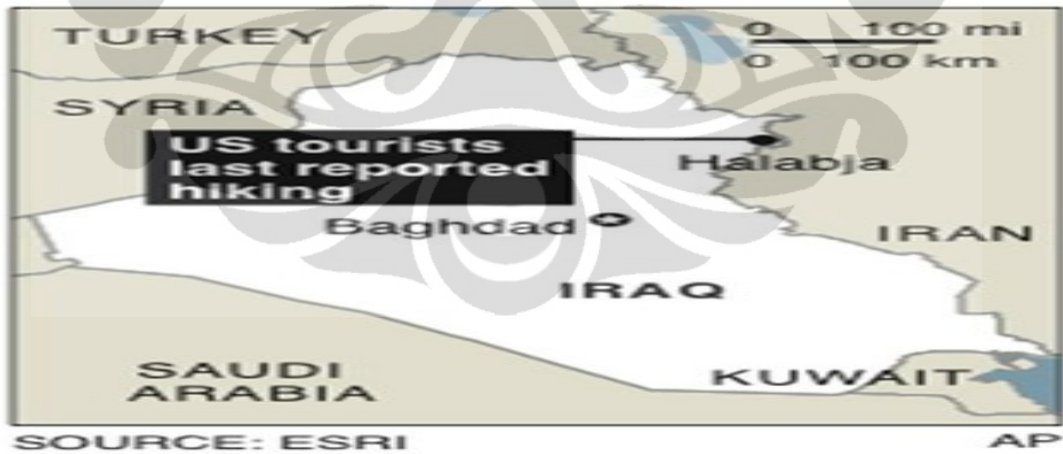 TURKEY
0 100 mi
0 100 km
SYRIA
US tourists
last reported
hiking
Halabja
Baghdad
IRAN
IRAQ
SAUDI
ARABIA
KUWAIT
SOURCE: ESRI
AP